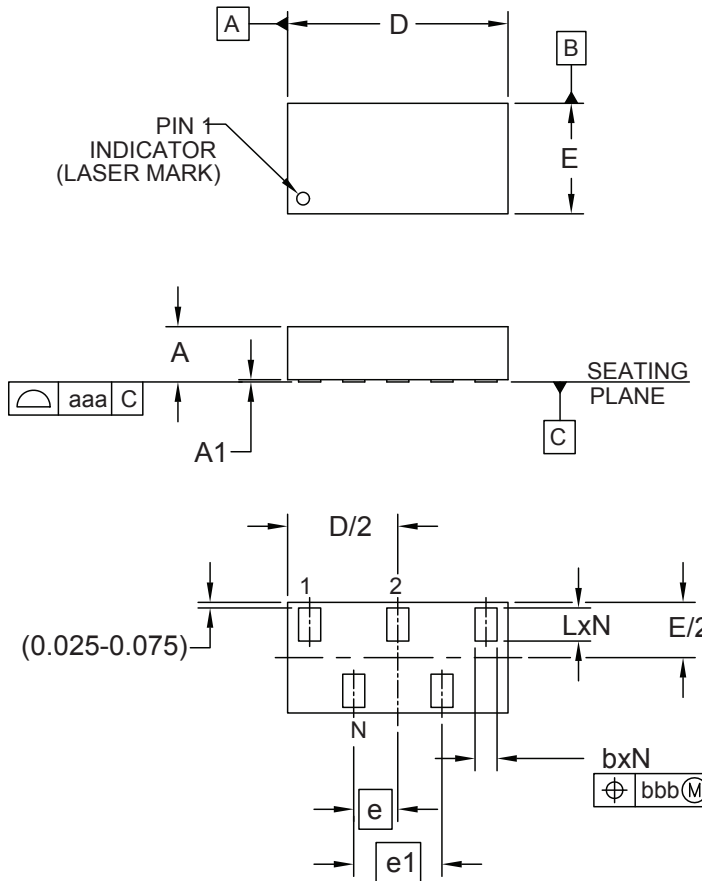 A
D
B
PIN 1
INDICATOR
(LASER MARK)
E
A
SEATING
PLANE
aaa C
C
A1
D/2
1
2
(0.025-0.075)
LxN
E/2
N
bxN
bbb M
e
e1